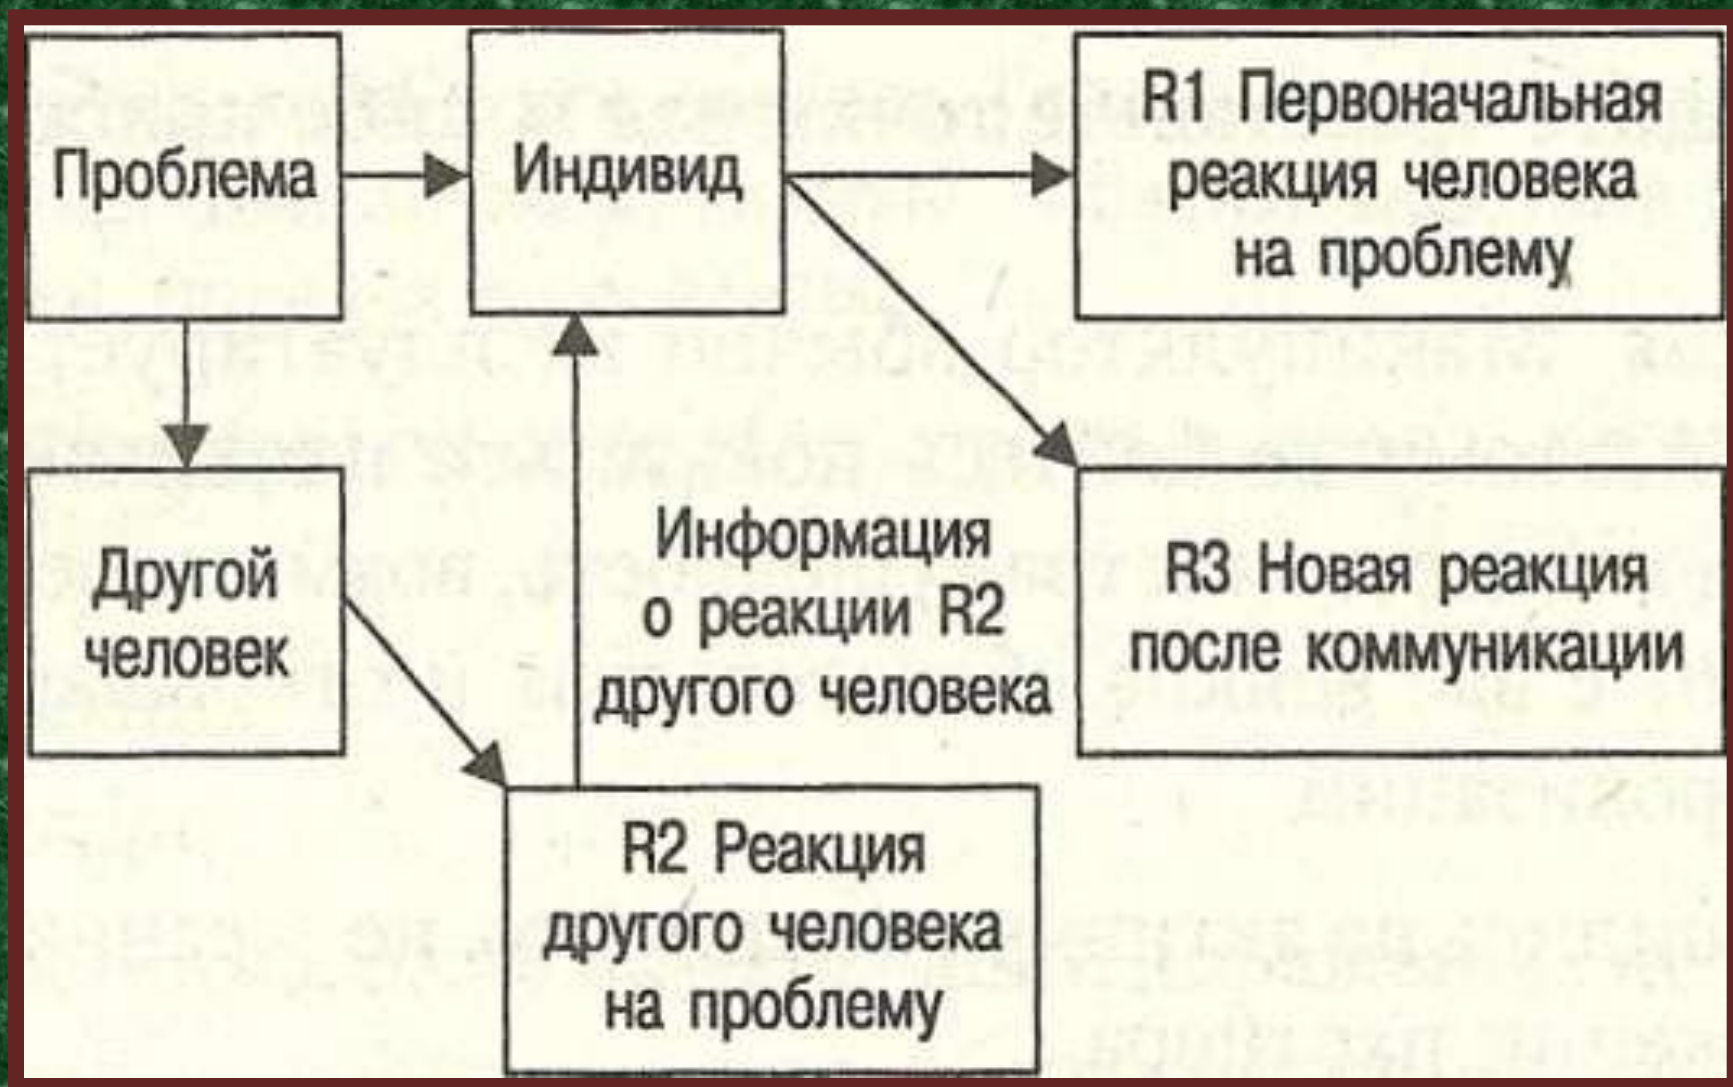 Проблема
Индивид
R1 Первоначальная
реакция человека
на проблему
Другой
человек
Информация
о реакции R2
другого человека
R3 Новая реакция
после коммуникации
R2 Реакция
другого человека
на проблему